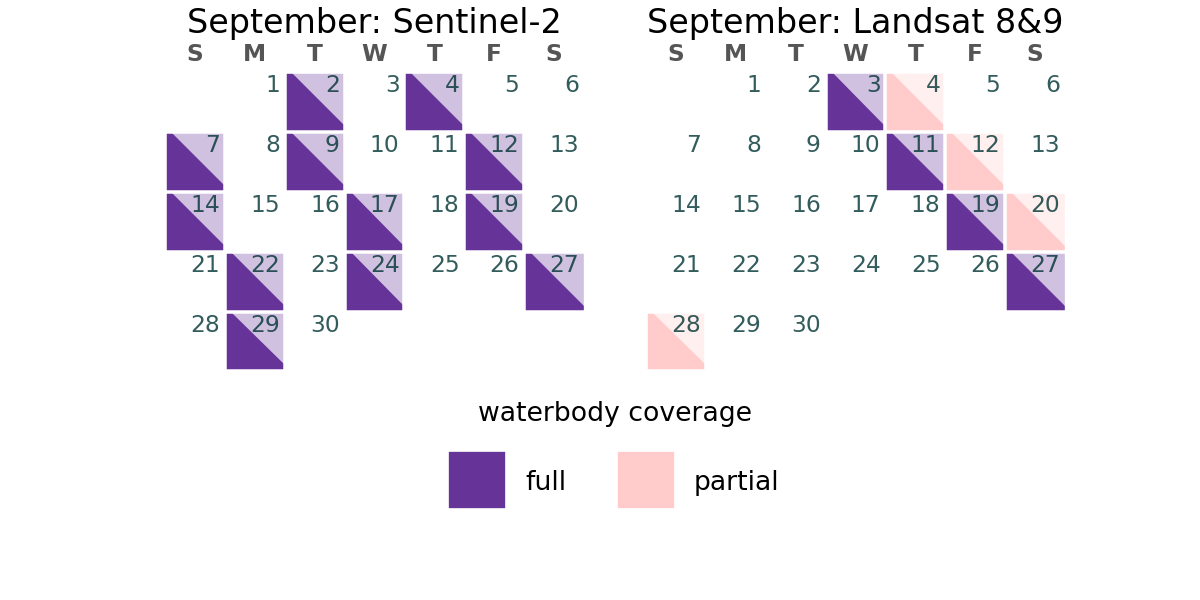 September: Sentinel-2
S M T W T F S
1 2 3 4 5 6
7 8 9 10 11 12 13
14 15 16 17 18 19 20
21 22 23 24 25 26 27
28 29 30
September: Landsat 8&9
S M T W T F S
1 2 3 4 5 6
7 8 9 10 11 12 13
14 15 16 17 18 19 20
21 22 23 24 25 26 27
28 29 30
waterbody coverage
full partial